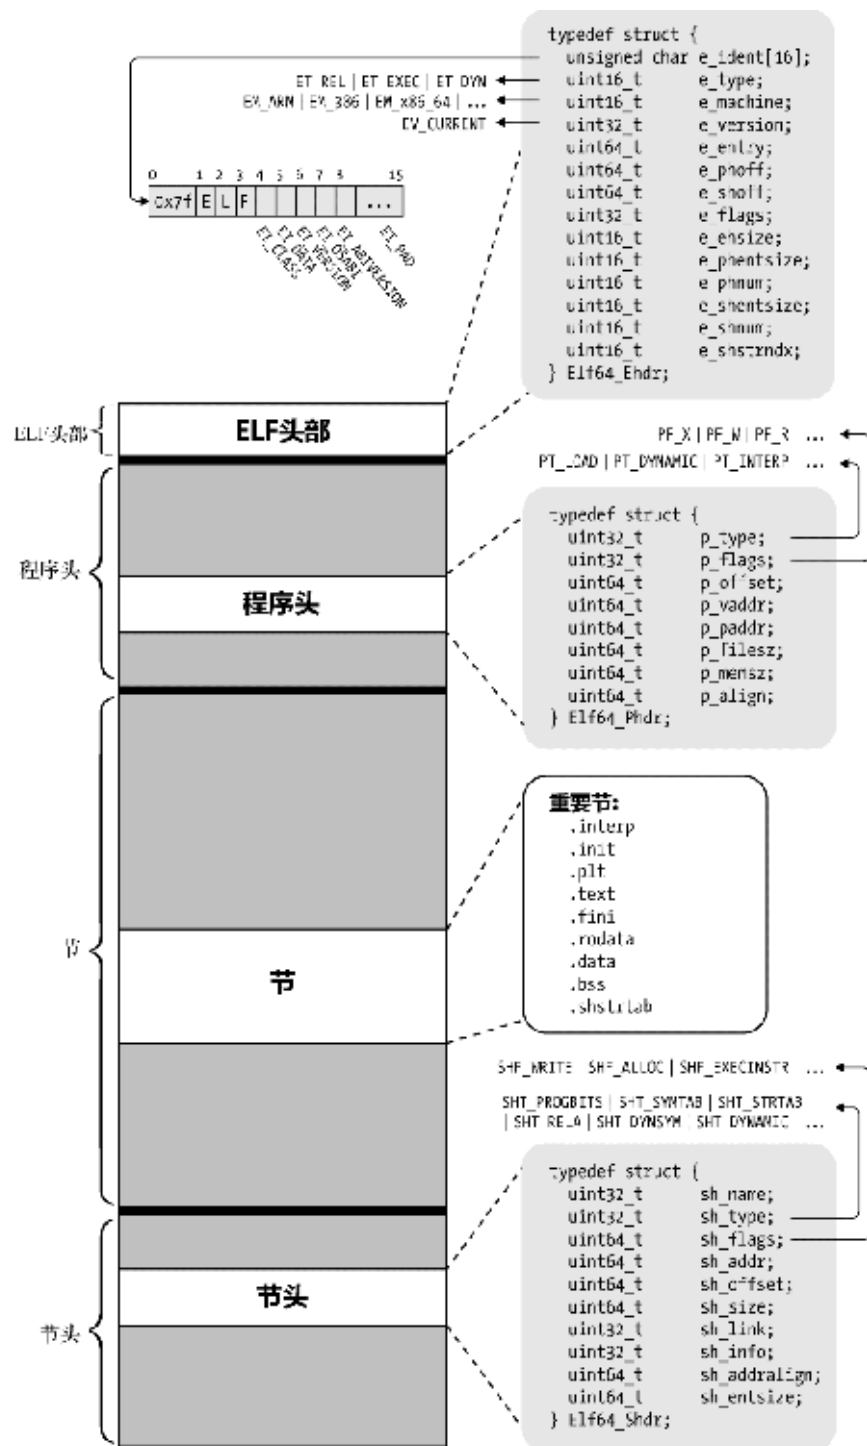 typedef struct {
unsigned char e_ident[16];
uint16_t e_type;
uint16_t e_machine;
uint32_t e_version;
uint64_t e_entry;
uint64_t e_phoff;
uint64_t e_shoff;
uint32_t e_flags;
uint16_t e_ehsize;
uint16_t e_phentsize;
uint16_t e_phnum;
uint16_t e_shentsize;
uint16_t e_shnum;
uint16_t e_shstrndx;
} Elf64_Ehdr;
ET_REL | ET_EXEC | ET_DYN
EM_ARM | EM_386 | EM_x86_64 | ...
EV_CURRENT
0 1 2 3 4 5 6 7 8 15
0x7f E L F ...
EI_CLASS
EI_DATA
EI_VERSION
EI_OSABI
EI_ABIVERSION
EI_PAD
ELF头部
ELF头部
PF_X | PF_W | PF_R ...
PT_LOAD | PT_DYNAMIC | PT_INTERP ...
typedef struct {
uint32_t p_type;
uint32_t p_flags;
uint64_t p_offset;
uint64_t p_vaddr;
uint64_t p_paddr;
uint64_t p_filesz;
uint64_t p_memsz;
uint64_t p_align;
} Elf64_Phdr;
程序头
程序头
重要节:
.interp
.init
.plt
.text
.fini
.rodata
.data
.bss
.shstrtab
节
节
SHF_WRITE SHF_ALLOC | SHF_EXECINSTR ...
SHT_PROGBITS | SHT_SYMTAB | SHT_STRTAB
| SHT_RELA | SHT_DYNSYM | SHT_DYNAMIC ...
typedef struct {
uint32_t sh_name;
uint32_t sh_type;
uint64_t sh_flags;
uint64_t sh_addr;
uint64_t sh_offset;
uint64_t sh_size;
uint32_t sh_link;
uint32_t sh_info;
uint64_t sh_addralign;
uint64_t sh_entsize;
} Elf64_Shdr;
节头
节头